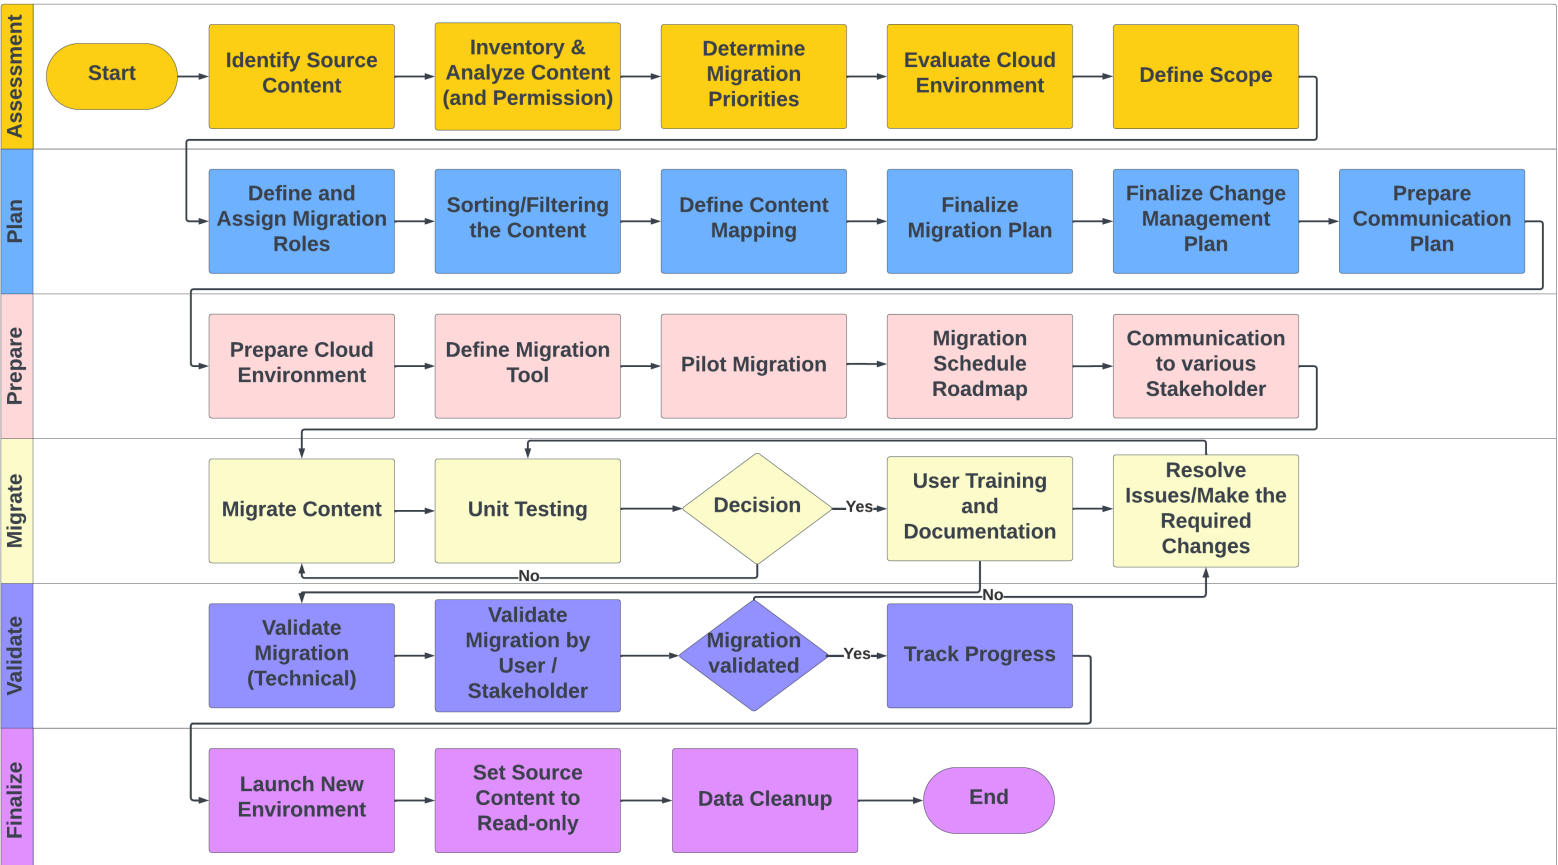 Assessment
Start
Identify Source
Content
Inventory &
Analyze Content
(and Permission)
Determine
Migration
Priorities
Evaluate Cloud
Environment
Define Scope
Plan
Define and
Assign Migration
Roles
Sorting/Filtering
the Content
Define Content
Mapping
Finalize
Migration Plan
Finalize Change
Management
Plan
Prepare
Communication
Plan
Prepare
Prepare Cloud
Environment
Define Migration
Tool
Pilot Migration
Migration
Schedule
Roadmap
Communication
to various
Stakeholder
Migrate
Migrate Content
Unit Testing
Decision
Yes
User Training
and
Documentation
Resolve
Issues/Make the
Required
Changes
No
Validate
Validate
Migration
(Technical)
Validate
Migration by
User /
Stakeholder
Migration
validated
No
Yes
Track Progress
Finalize
Launch New
Environment
Set Source
Content to
Read-only
Data Cleanup
End